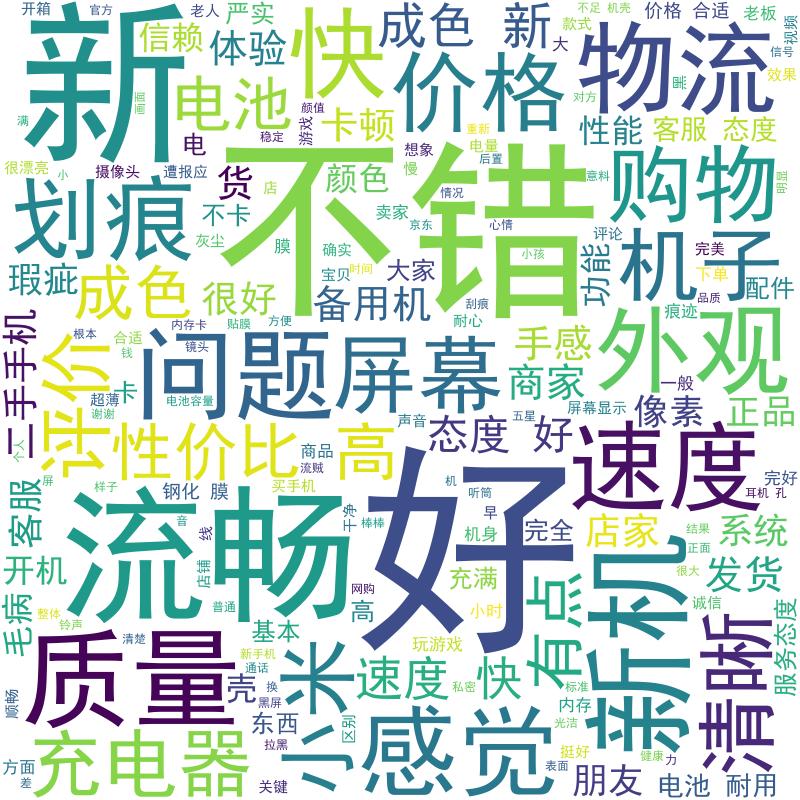 开箱
官方
新
老人
严实
信赖
体验
快
成色
新
大
款式
不足
机壳
价格
合适
老板
视频
信号
效果
物流
画面
满
电池
颜值
游戏
稳定
卡顿
价格
重新
电量
后置
对方
黑
性能
客服
态度
很漂亮
小
摄像头
电
遭报应
货
不错
颜色
想象
慢
情况
意料
购物
明显
划痕
不卡
店
卖家
京东
心情
小孩
灰尘
膜
确实
宝贝
时间
大家
功能
评论
机子
完美
下单
配件
瑕疵
成色
很好
备用机
刮痕
耐心
品质
痕迹
二手手机
根本
合适
钱
内存卡
贴膜
方便
镜头
问题
屏幕
手感
商家
外观
一般
评价
卡
超薄
谢谢
电池容量
声音
五星
屏幕显示
像素
正品
个人
性价比
高
商品
流贼
态度
好
速度
屏
样子
钢化
膜
买手机
好
机
听筒
早
完好
耳机
孔
客服
流畅
音
线
干净
棒棒
机身
完全
店家
结果
正面
系统
开机
店铺
网购
充满
有点
新机
很大
发货
毛病
整体
铃声
普通
高
小时
诚信
清晰
服务态度
质量
清楚
基本
新手机
通话
小米
玩游戏
壳
换
黑屏
速度
快
私密
标准
顺畅
东西
区别
感觉
内存
光洁
拉黑
挺好
健康
力
方面
差
充电器
关键
表面
朋友
电池
耐用